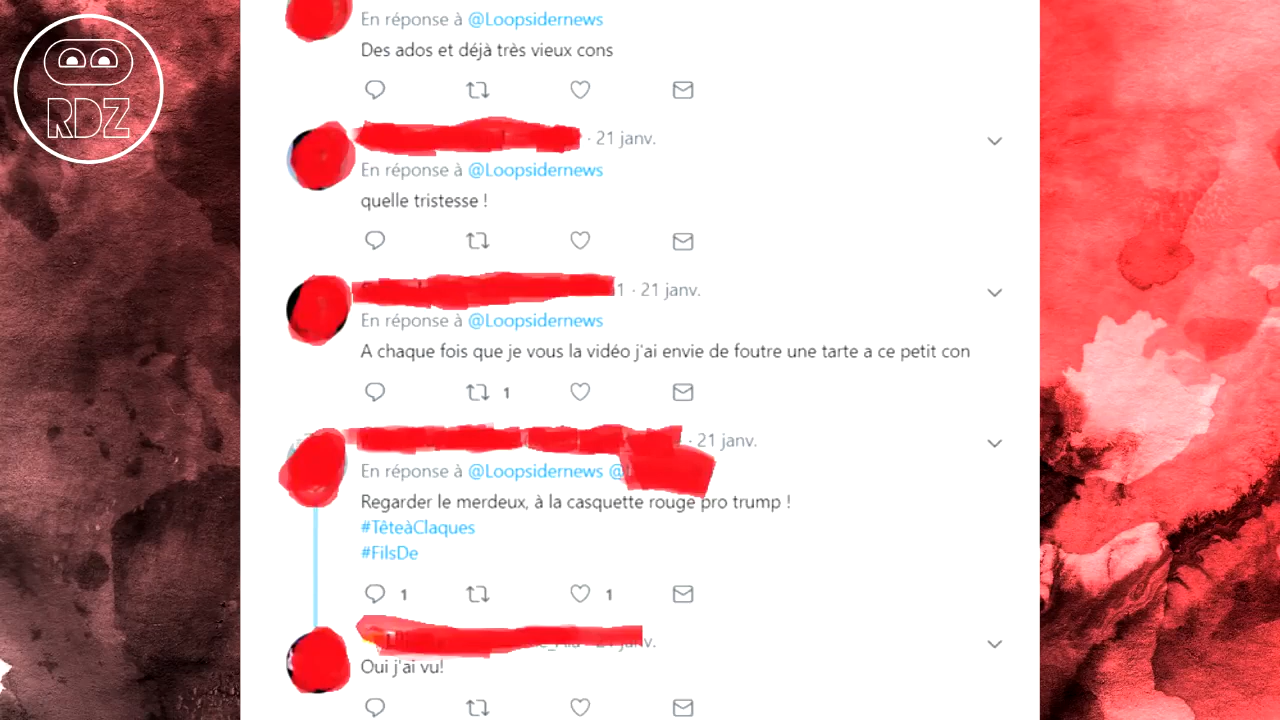 RDZ
En réponse à @Loopsidernews
Des ados et déjà très vieux cons
· 21 janv.
En réponse à @Loopsidernews
quelle tristesse !
1 · 21 janv.
En réponse à @Loopsidernews
A chaque fois que je vous la vidéo j'ai envie de foutre une tarte a ce petit con
1
· 21 janv.
En réponse à @Loopsidernews @
Regarder le merdeux, à la casquette rouge pro trump !
#TêteàClaques
#FilsDe
1 1
janv.
Oui j'ai vu!